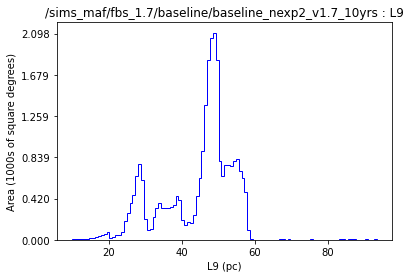 /sims_maf/fbs_1.7/baseline/baseline_nexp2_v1.7_10yrs : L9
2.098
1.679
1.259
0.839
0.420
0.000
Area (1000s of square degrees)
20 40 60 80
L9 (pc)